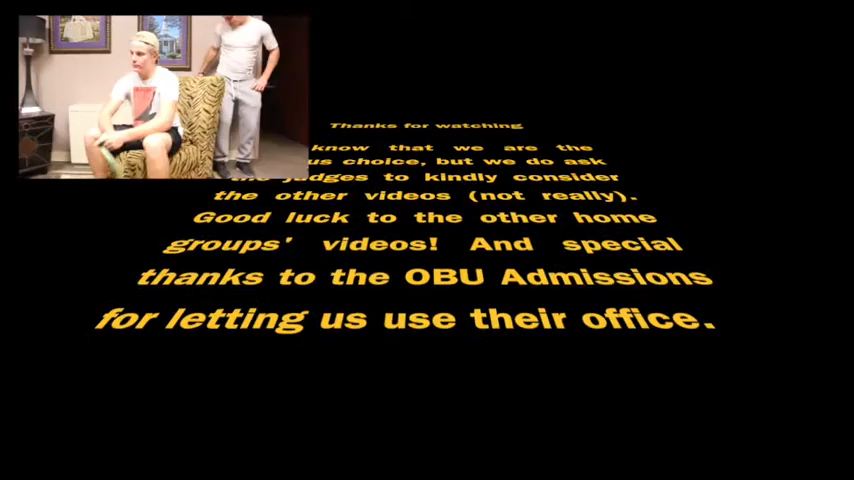 Thanks for watching
know that we are the
us choice, but we do ask
judges to kindly consider
the other videos (not really).
Good luck to the other home
groups' videos! And special
thanks to the OBU Admissions
for letting us use their office.